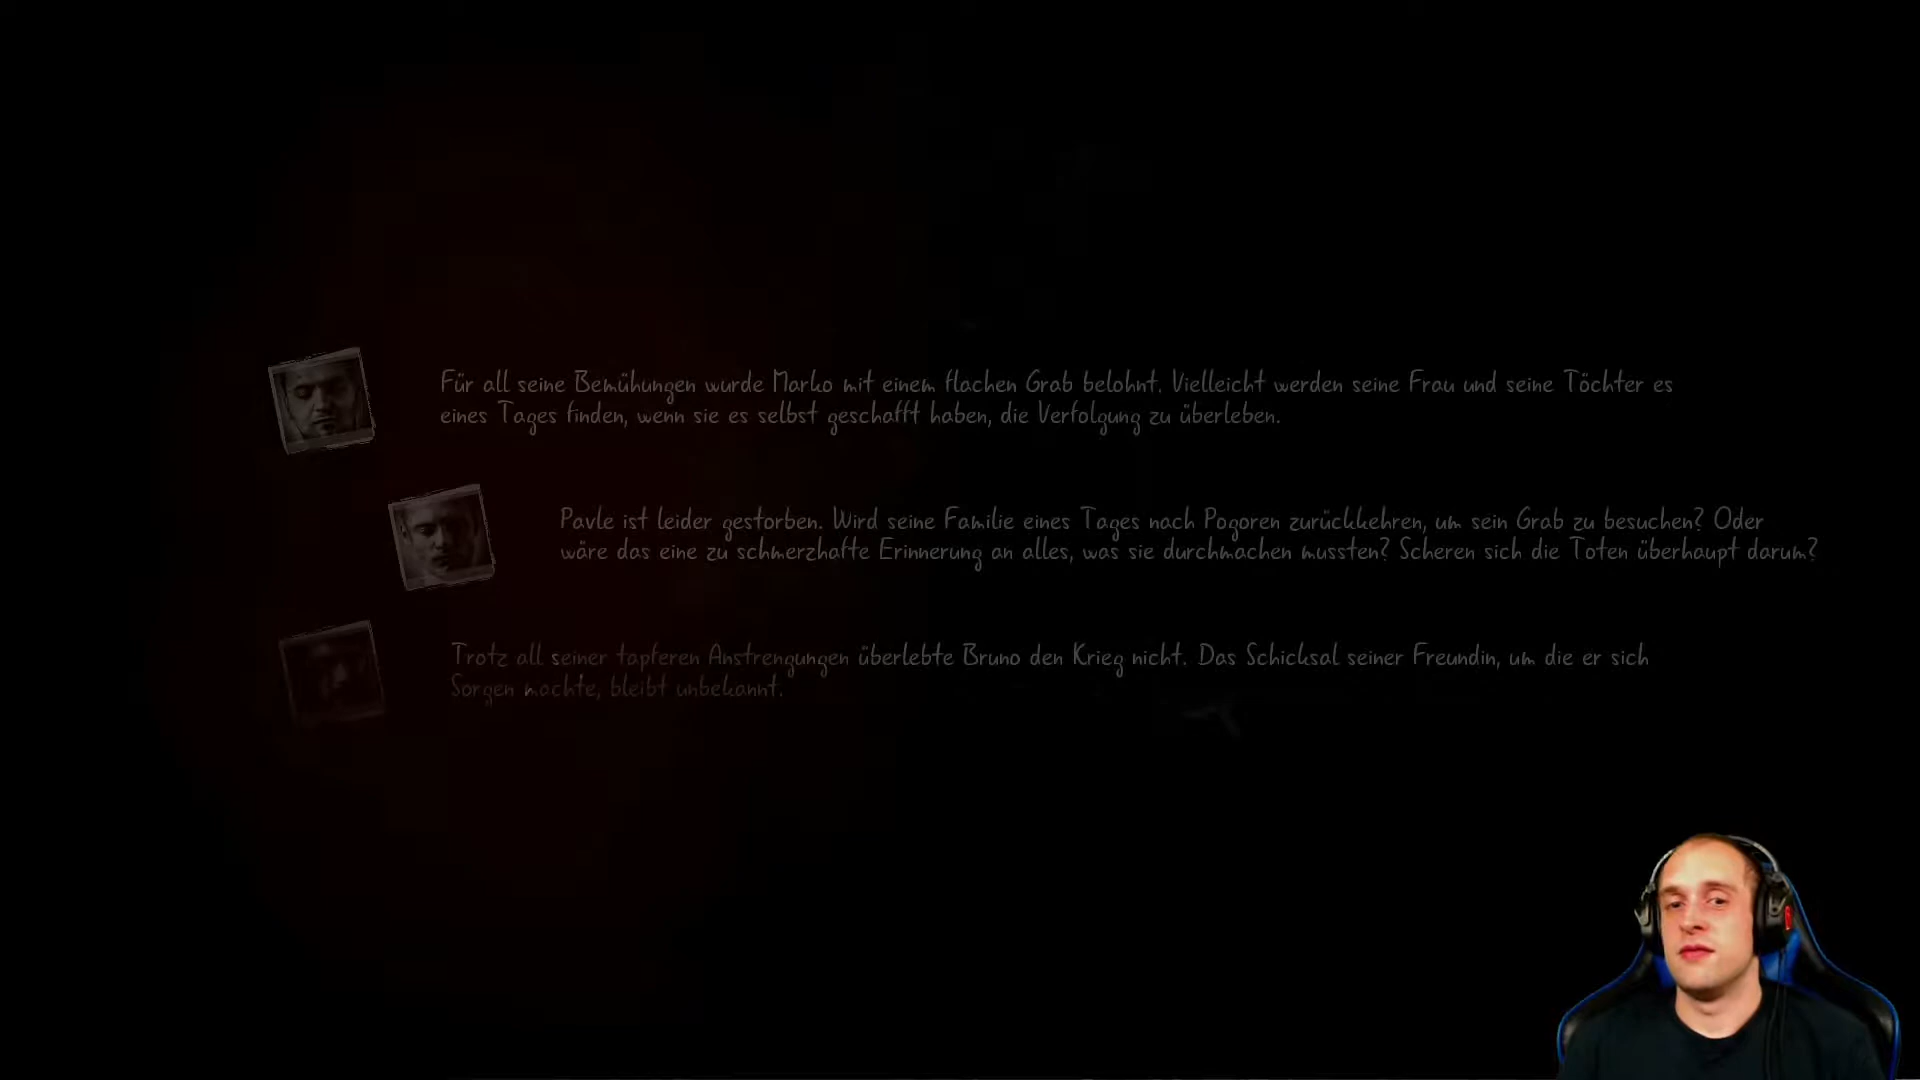 Für all seine Bemühungen wurde Marko mit einem flachen Grab belohnt. Vielleicht werden seine Frau und seine Töchter es
eines Tages finden, wenn sie es selbst geschafft haben, die Verfolgung zu überleben.
Pavle ist leider gestorben. Wird seine Familie eines Tages nach Pogoren zurückkehren, um sein Grab zu besuchen? Oder
wäre das eine zu schmerzhafte Erinnerung an alles, was sie durchmachen mussten? Scheren sich die Toten überhaupt darum?
Trotz all seiner tapferen Anstrengungen überlebte Bruno den Krieg nicht. Das Schicksal seiner Freundin, um die er sich
Sorgen machte, bleibt unbekannt.